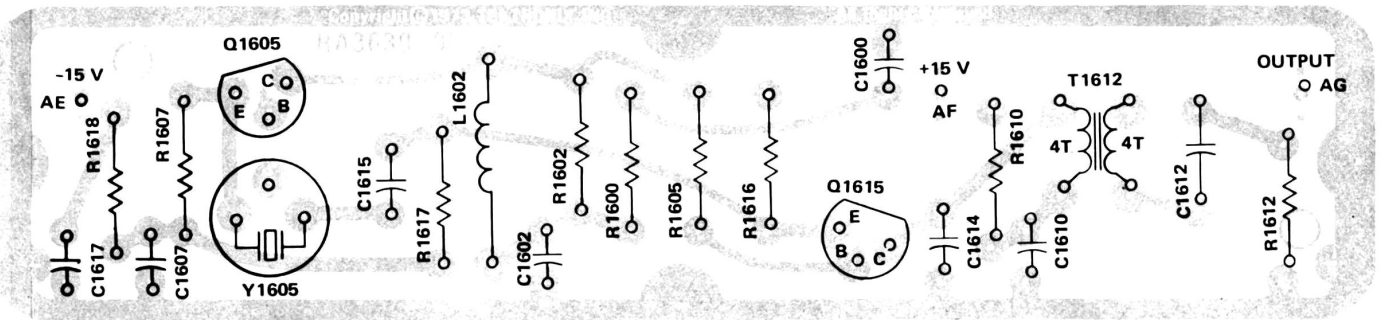 Q1605
-15 V
AE
C
E
B
R1618
R1607
L1602
C1615
R1617
R1602
R1600
R1605
R1616
C1600
+15 V
AF
R1610
T1612
4T
4T
OUTPUT
AG
C1612
R1612
Q1615
E
B
C
C1614
C1610
C1602
C1617
C1607
Y1605